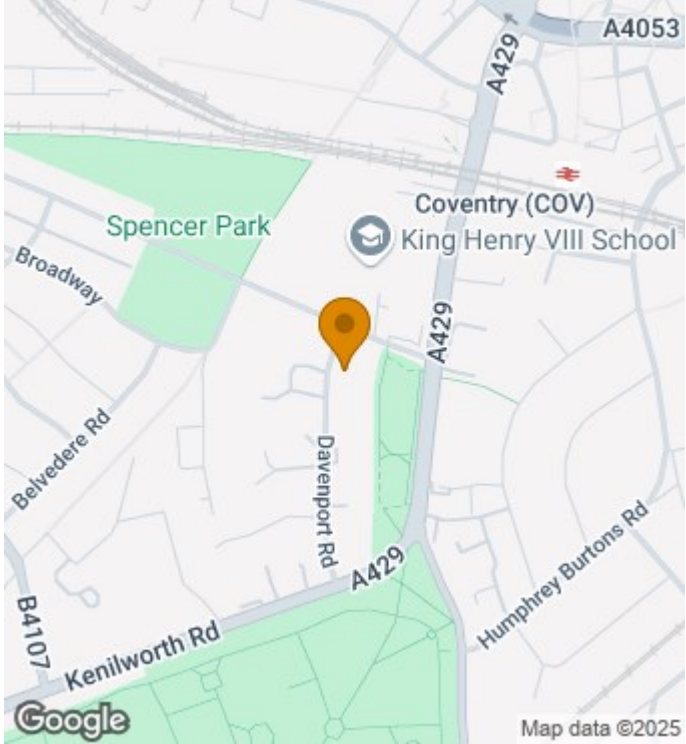 A4053
A429
Coventry (COV)
Spencer Park
King Henry VIII School
Broadway
A429
Belvedere Rd
Davenport Rd
Humphrey Burtons Rd
A429
B4107
Kenilworth Rd
Google
Map data ©2025